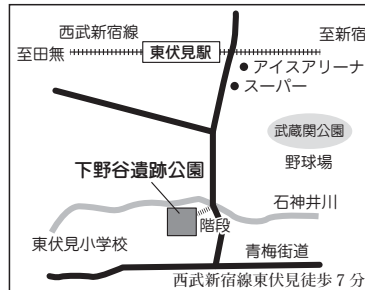 西武新宿線
至新宿
至田無
東伏見駅
● アイスアリーナ
● スーパー
武蔵関公園
野球場
下野谷遺跡公園
石神井川
階段
東伏見小学校
青梅街道
西武新宿線東伏見徒歩７分